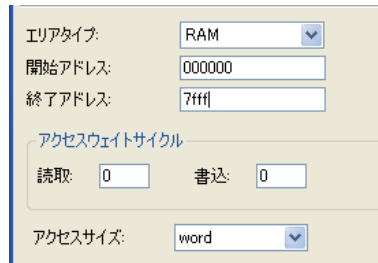 エリアタイプ: RAM
開始アドレス: 000000
終了アドレス: 7fff
アクセスウェイトサイクル
読取: 0 書込: 0
アクセスサイズ: word